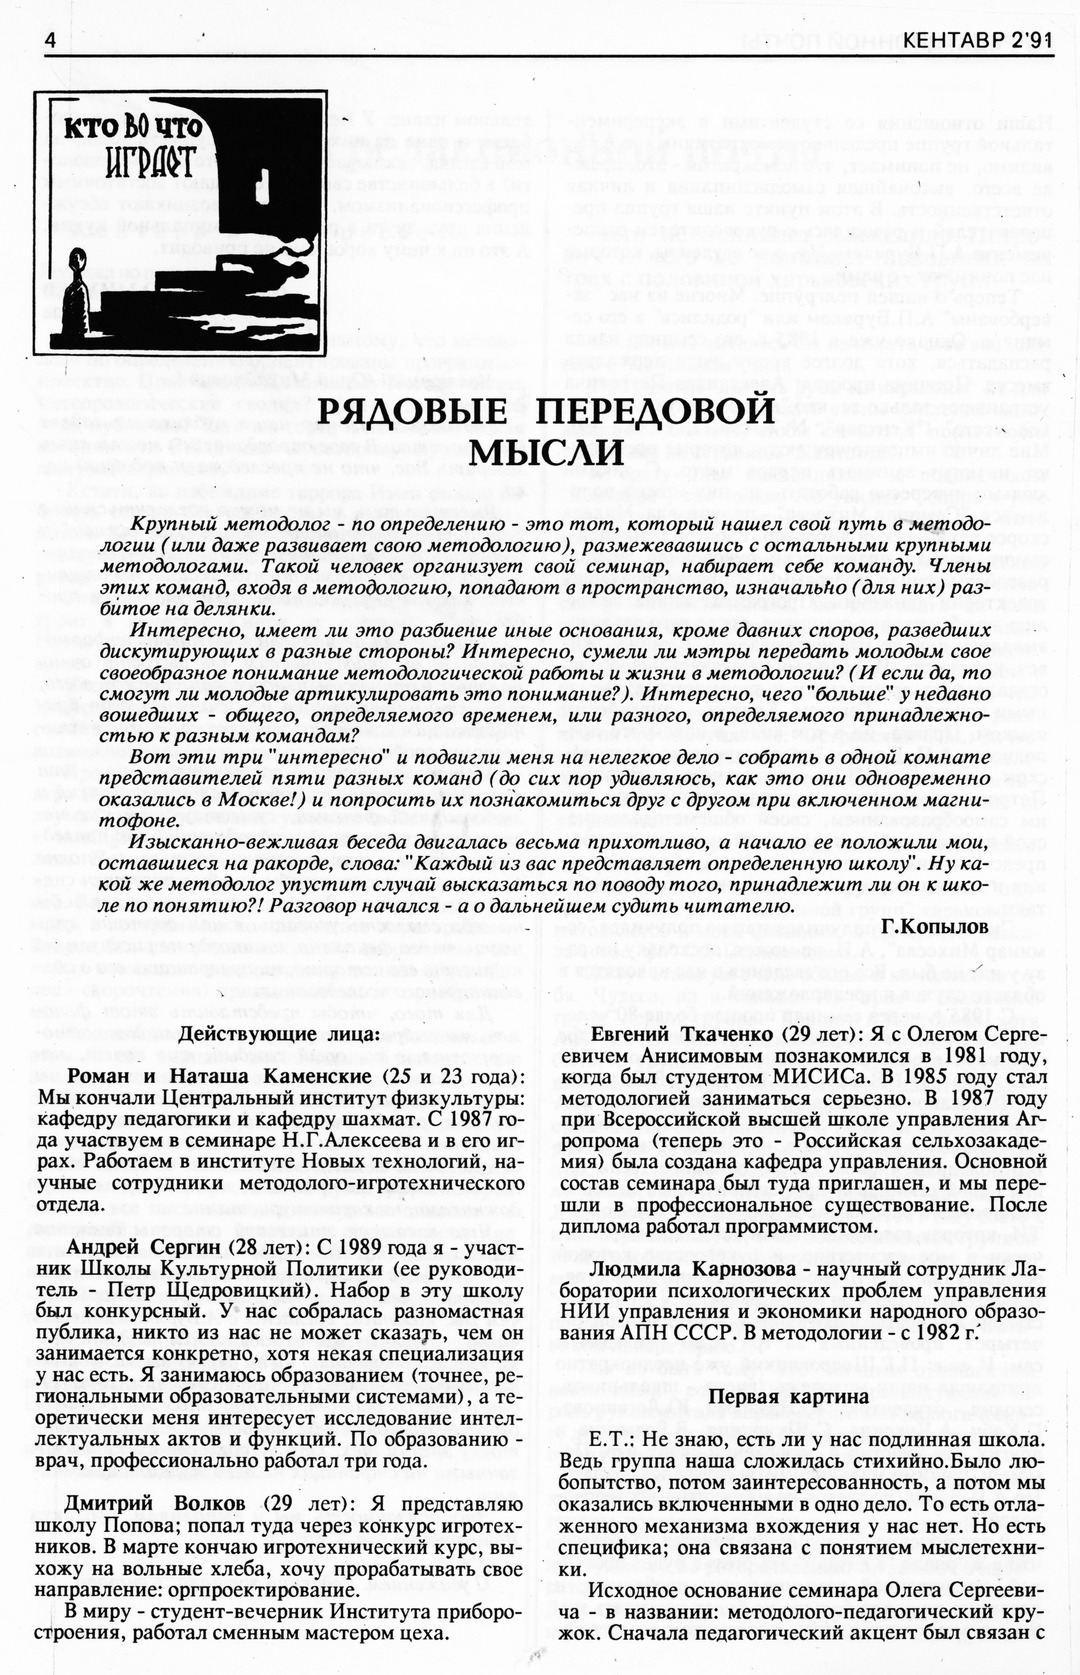 4
КЕНТАВР 2'91
КТО ВО ЧТО
ИГРАЕТ
РЯДОВЫЕ ПЕРЕДОВОЙ
МЫСЛИ
Крупный методолог - по определению - это тот, который нашел свой путь в методо-
логии (или даже развивает свою методологию), размежевавшись с остальными крупными
методологами. Такой человек организует свой семинар, набирает себе команду. Члены
этих команд, входя в методологию, попадают в пространство, изначально (для них) раз-
битое на делянки.
Интересно, имеет ли это разбиение иные основания, кроме давних споров, разведших
дискутирующих в разные стороны? Интересно, сумели ли мэтры передать молодым свое
своеобразное понимание методологической работы и жизни в методологии? (И если да, то
смогут ли молодые артикулировать это понимание?). Интересно, чего "больше" у недавно
вошедших - общего, определяемого временем, или разного, определяемого принадлежно-
стью к разным командам?
Вот эти три "интересно" и подвигли меня на нелегкое дело - собрать в одной комнате
представителей пяти разных команд (до сих пор удивляюсь, как это они одновременно
оказались в Москве!) и попросить их познакомиться друг с другом при включенном магни-
тофоне.
Изысканно-вежливая беседа двигалась весьма прихотливо, а начало ее положили мои,
оставшиеся на ракорде, слова: "Каждый из вас представляет определенную школу". Ну ка-
кой же методолог упустит случай высказаться по поводу того, принадлежит ли он к шко-
ле по понятию?! Разговор начался - а о дальнейшем судить читателю.
Г.Копылов
Действующие лица:
Роман и Наташа Каменские (25 и 23 года):
Мы кончали Центральный институт физкультуры:
кафедру педагогики и кафедру шахмат. С 1987 го-
да участвуем в семинаре Н.Г.Алексеева и в его иг-
рах. Работаем в институте Новых технологий, на-
учные сотрудники методолого-игротехнического
отдела.
Андрей Сергин (28 лет): С 1989 года я - участ-
ник Школы Культурной Политики (ее руководи-
тель - Петр Щедровицкий). Набор в эту школу
был конкурсный. У нас собралась разномастная
публика, никто из нас не может сказать, чем он
занимается конкретно, хотя некая специализация
у нас есть. Я занимаюсь образованием (точнее, ре-
гиональными образовательными системами), а те-
оретически меня интересует исследование интел-
лектуальных актов и функций. По образованию -
врач, профессионально работал три года.
Дмитрий Волков (29 лет): Я представляю
школу Попова; попал туда через конкурс игротех-
ников. В марте кончаю игротехнический курс, вы-
хожу на вольные хлеба, хочу прорабатывать свое
направление: оргпроектирование.
В миру - студент-вечерник Института приборо-
строения, работал сменным мастером цеха.
Евгений Ткаченко (29 лет): Я с Олегом Серге-
евичем Анисимовым познакомился в 1981 году,
когда был студентом МИСИСа. В 1985 году стал
методологией заниматься серьезно. В 1987 году
при Всероссийской высшей школе управления Аг-
ропрома (теперь это - Российская сельхозакаде-
мия) была создана кафедра управления. Основной
состав семинара был туда приглашен, и мы пере-
шли в профессиональное существование. После
диплома работал программистом.
Людмила Карнозова - научный сотрудник Ла-
боратории психологических проблем управления
НИИ управления и экономики народного образо-
вания АПН СССР. В методологии - с 1982 г.
Первая картина
Е.Т.: Не знаю, есть ли у нас подлинная школа.
Ведь группа наша сложилась стихийно.Было лю-
бопытство, потом заинтересованность, а потом мы
оказались включенными в одно дело. То есть отла-
женного механизма вхождения у нас нет. Но есть
специфика; она связана с понятием мыслетехни-
ки.
Исходное основание семинара Олега Сергееви-
ча - в названии: методолого-педагогический кру-
жок. Сначала педагогический акцент был связан с